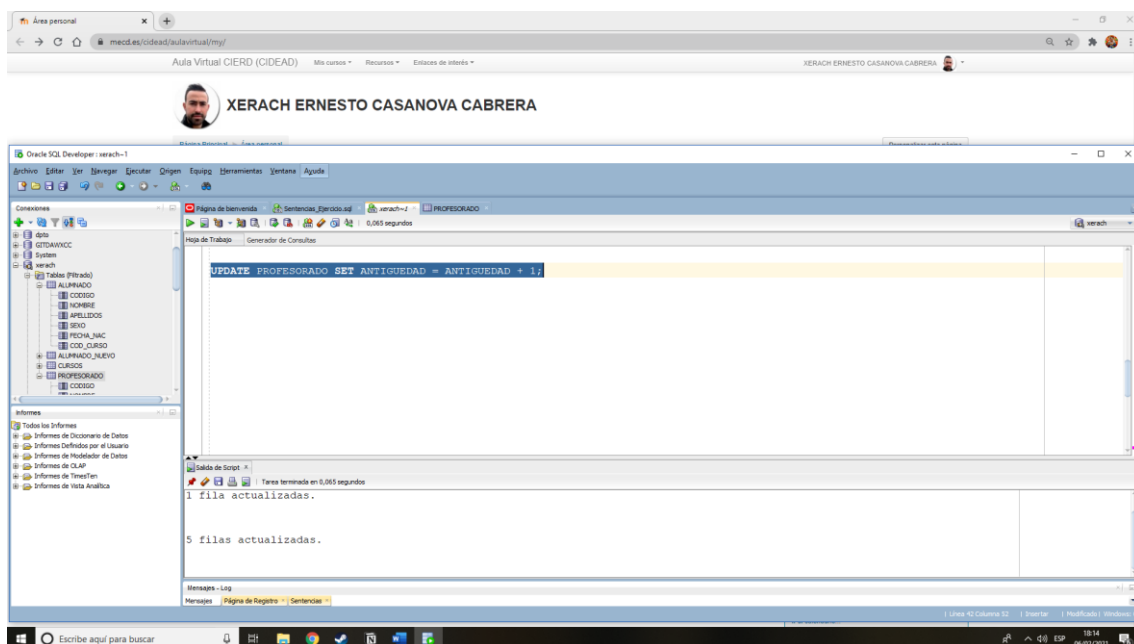 Área personal
mecd.es/cidead/aulavirtual/my/
Aula Virtual CIERD (CIDEAD) Mis cursos Recursos Enlaces de interés XERACH ERNESTO CASANOVA CABRERA
XERACH ERNESTO CASANOVA CABRERA
Oracle SQL Developer : xerach~1
Archivo Editar Ver Navegar Ejecutar Origen Equipo Herramientas Ventana Ayuda
Conexiones
Página de bienvenida Sentencias_Ejercicio.sql xerach~1 PROFESORADO
0,065 segundos xerach
Hoja de Trabajo Generador de Consultas
dpto
GITDAWXCC
System
xerach
Tablas (Filtrado)
ALUMNADO
CODIGO
NOMBRE
APELLIDOS
SEXO
FECHA_NAC
COD_CURSO
ALUMNADO_NUEVO
CURSOS
PROFESORADO
CODIGO
UPDATE PROFESORADO SET ANTIGUEDAD = ANTIGUEDAD + 1;
Informes
Todos los Informes
Informes de Diccionario de Datos
Informes Definidos por el Usuario
Informes de Modelador de Datos
Informes de OLAP
Informes de TimesTen
Informes de Vista Analítica
Salida de Script
Tarea terminada en 0,065 segundos
1 fila actualizadas.
5 filas actualizadas.
Mensajes - Log
Mensajes Página de Registro Sentencias
Línea 42 Columna 52 Insertar Modificado Windows:
Escribe aquí para buscar
ESP
18:14